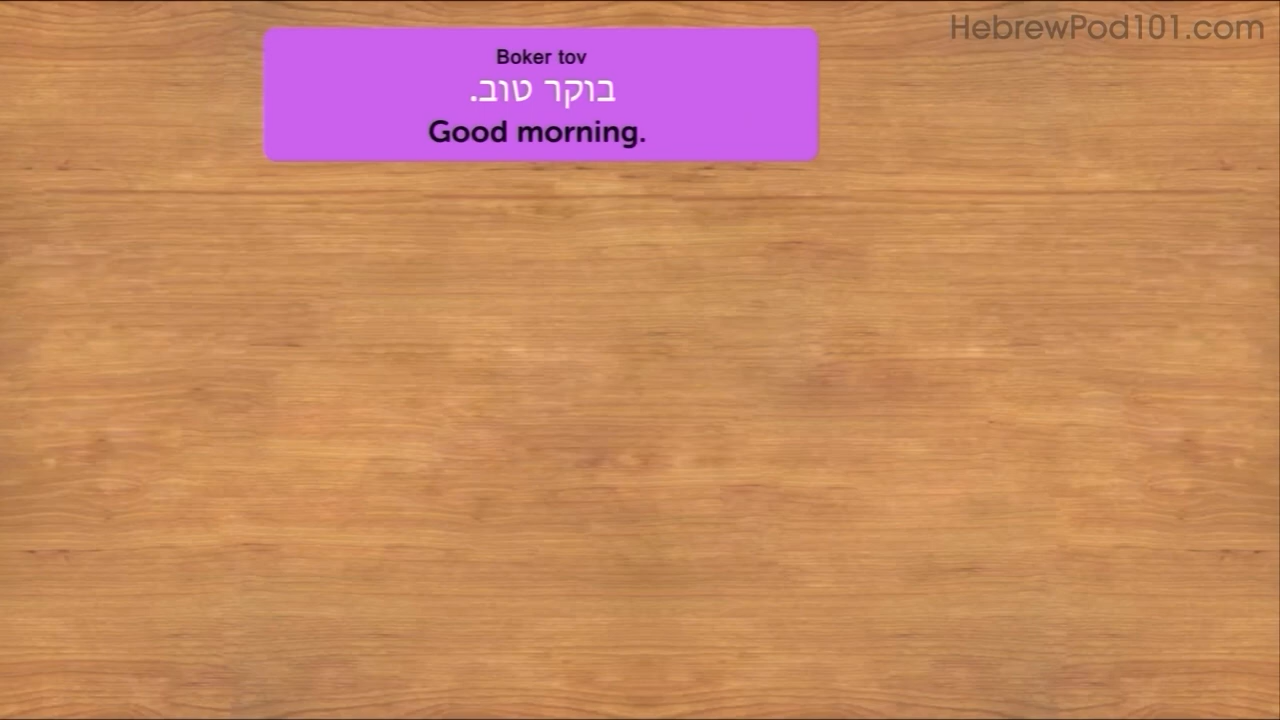 HebrewPod101.com
Boker tov
בוקר טוב.
Good morning.